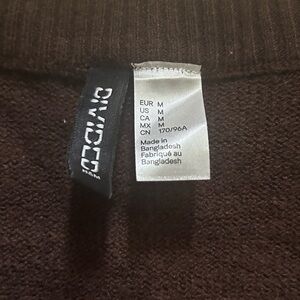 DIVIDED
H&M
EUR M
US M
CA M
MX M
CN 170/96A
Made in
Bangladesh
Fabriqué au
Bangladesh